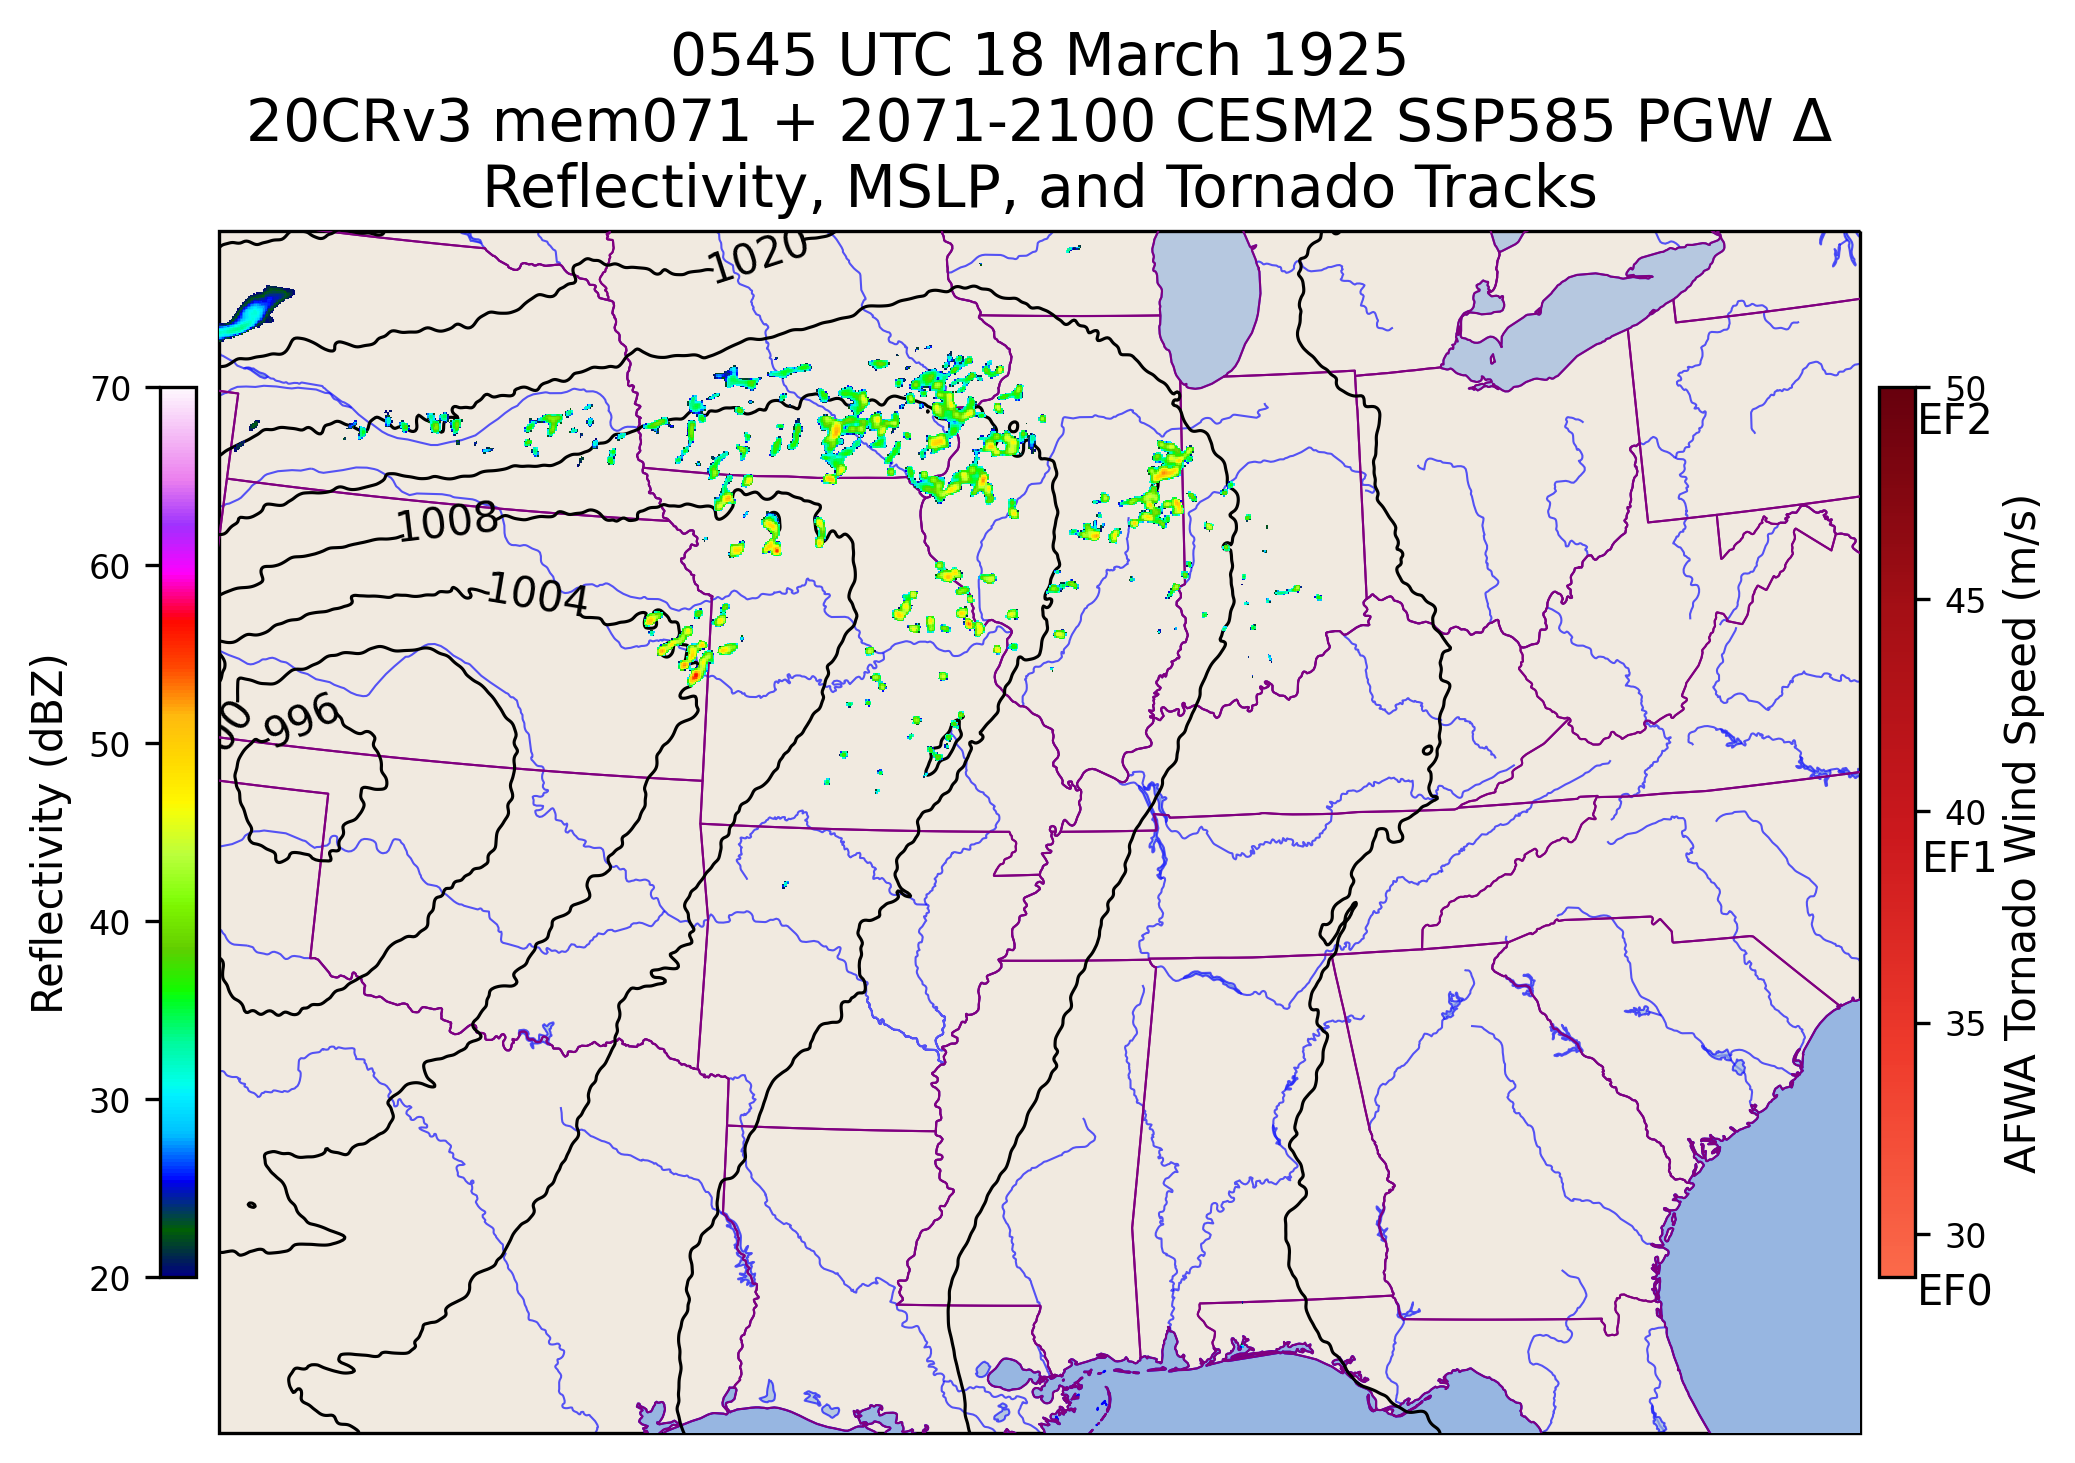 0545 UTC 18 March 1925
20CRv3 mem071 + 2071-2100 CESM2 SSP585 PGW Δ
Reflectivity, MSLP, and Tornado Tracks
1020
1008
1004
996
Reflectivity (dBZ)
70
60
50
40
30
20
50
EF2
45
40
EF1
35
30
EF0
AFWA Tornado Wind Speed (m/s)